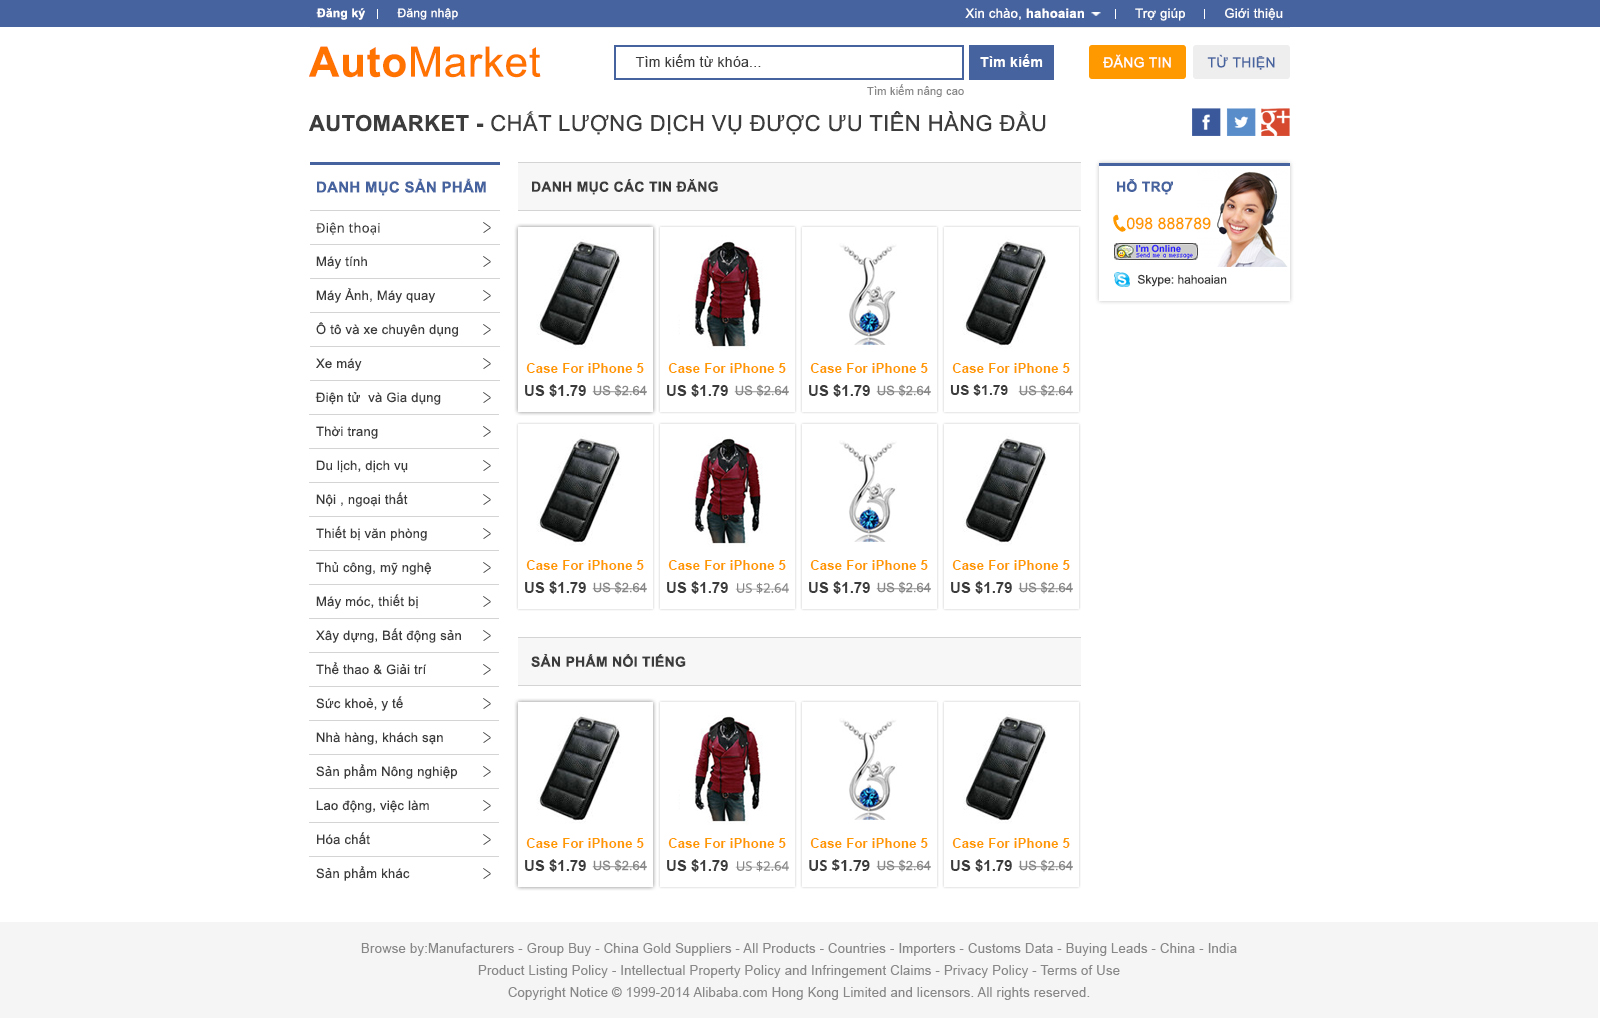 Đăng ký | Đăng nhập
Xin chào, hahoaian | Trợ giúp | Giới thiệu
AutoMarket
Tìm kiếm từ khóa...
Tìm kiếm
ĐĂNG TIN
TỪ THIỆN
Tìm kiếm nâng cao
AUTOMARKET - CHẤT LƯỢNG DỊCH VỤ ĐƯỢC ƯU TIÊN HÀNG ĐẦU
f
g+
DANH MỤC SẢN PHẨM
Điện thoại
Máy tính
Máy Ảnh, Máy quay
Ô tô và xe chuyên dụng
Xe máy
Điện tử và Gia dụng
Thời trang
Du lịch, dịch vụ
Nội , ngoại thất
Thiết bị văn phòng
Thủ công, mỹ nghệ
Máy móc, thiết bị
Xây dựng, Bất động sản
Thể thao & Giải trí
Sức khoẻ, y tế
Nhà hàng, khách sạn
Sản phẩm Nông nghiệp
Lao động, việc làm
Hóa chất
Sản phẩm khác
DANH MỤC CÁC TIN ĐĂNG
Case For iPhone 5
US $1.79 US $2.64
Case For iPhone 5
US $1.79 US $2.64
Case For iPhone 5
US $1.79 US $2.64
Case For iPhone 5
US $1.79 US $2.64
Case For iPhone 5
US $1.79 US $2.64
Case For iPhone 5
US $1.79 US $2.64
Case For iPhone 5
US $1.79 US $2.64
Case For iPhone 5
US $1.79 US $2.64
SẢN PHẨM NỔI TIẾNG
Case For iPhone 5
US $1.79 US $2.64
Case For iPhone 5
US $1.79 US $2.64
Case For iPhone 5
US $1.79 US $2.64
Case For iPhone 5
US $1.79 US $2.64
HỖ TRỢ
098 888789
I'm Online
Send me a message
Skype: hahoaian
Browse by:Manufacturers - Group Buy - China Gold Suppliers - All Products - Countries - Importers - Customs Data - Buying Leads - China - India
Product Listing Policy - Intellectual Property Policy and Infringement Claims - Privacy Policy - Terms of Use
Copyright Notice © 1999-2014 Alibaba.com Hong Kong Limited and licensors. All rights reserved.